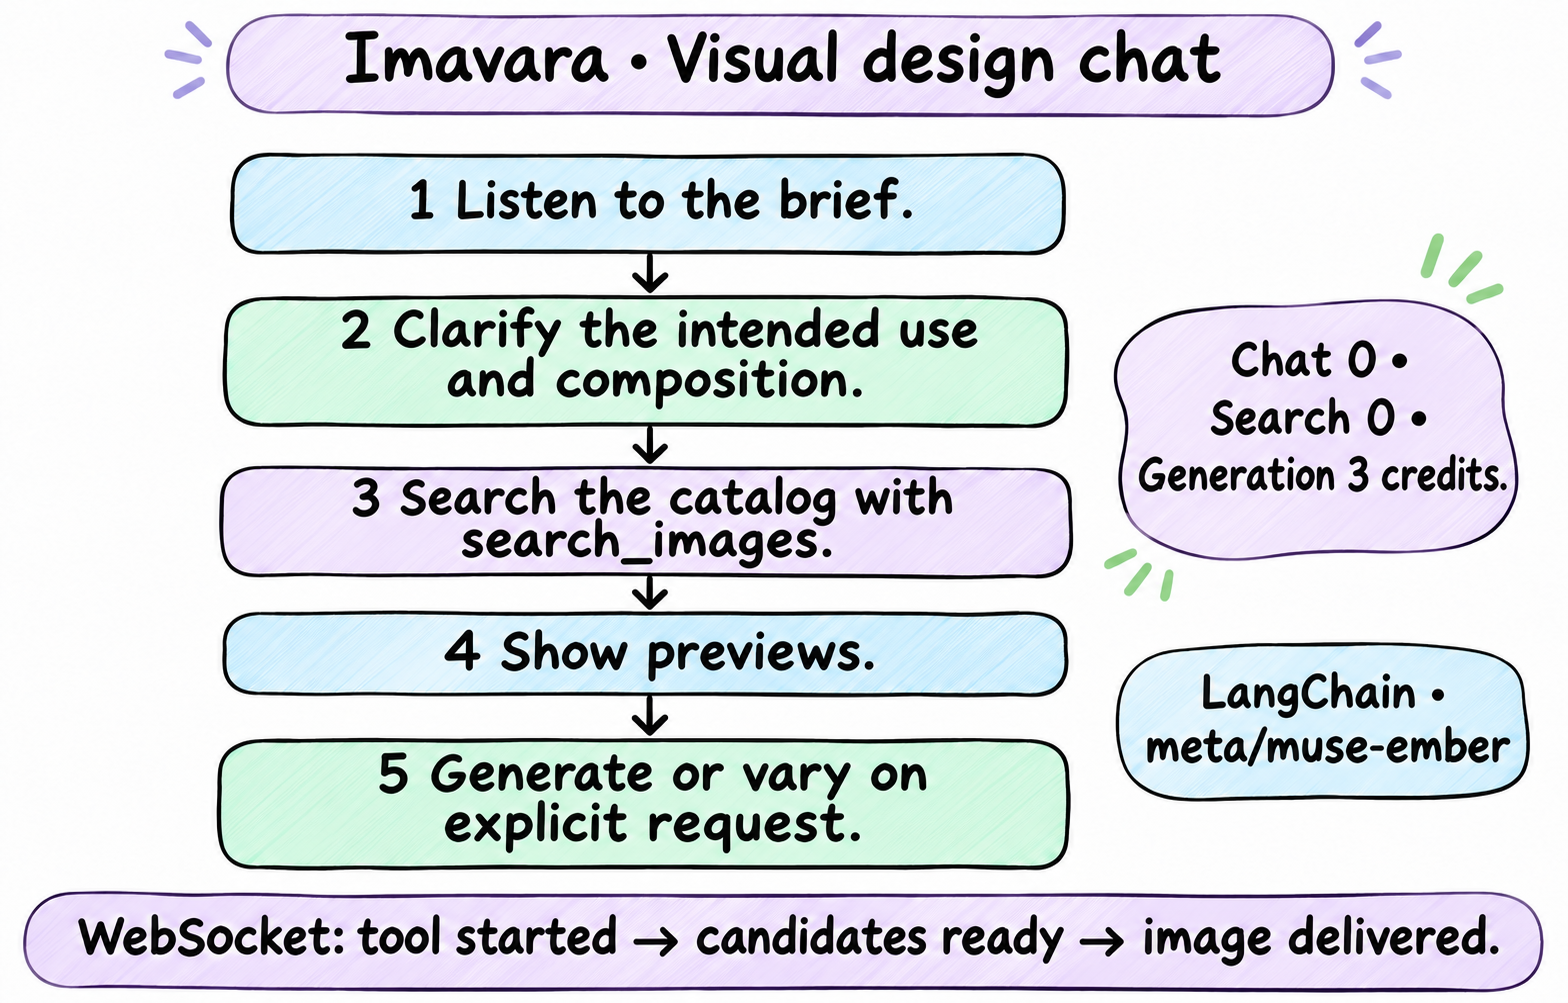 Imavara • Visual design chat
1 Listen to the brief.
2 Clarify the intended use
and composition.
3 Search the catalog with
search_images.
4 Show previews.
5 Generate or vary on
explicit request.
Chat 0 •
Search 0 •
Generation 3 credits.
LangChain •
meta/muse-ember
WebSocket: tool started → candidates ready → image delivered.